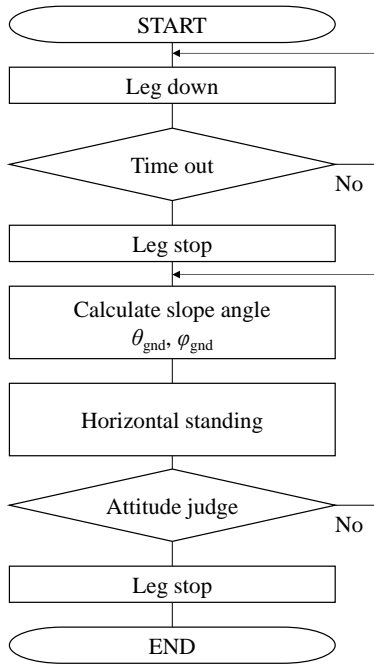 START
Leg down
Time out
No
Leg stop
Calculate slope angle
θgnd, φgnd
Horizontal standing
Attitude judge
No
Leg stop
END